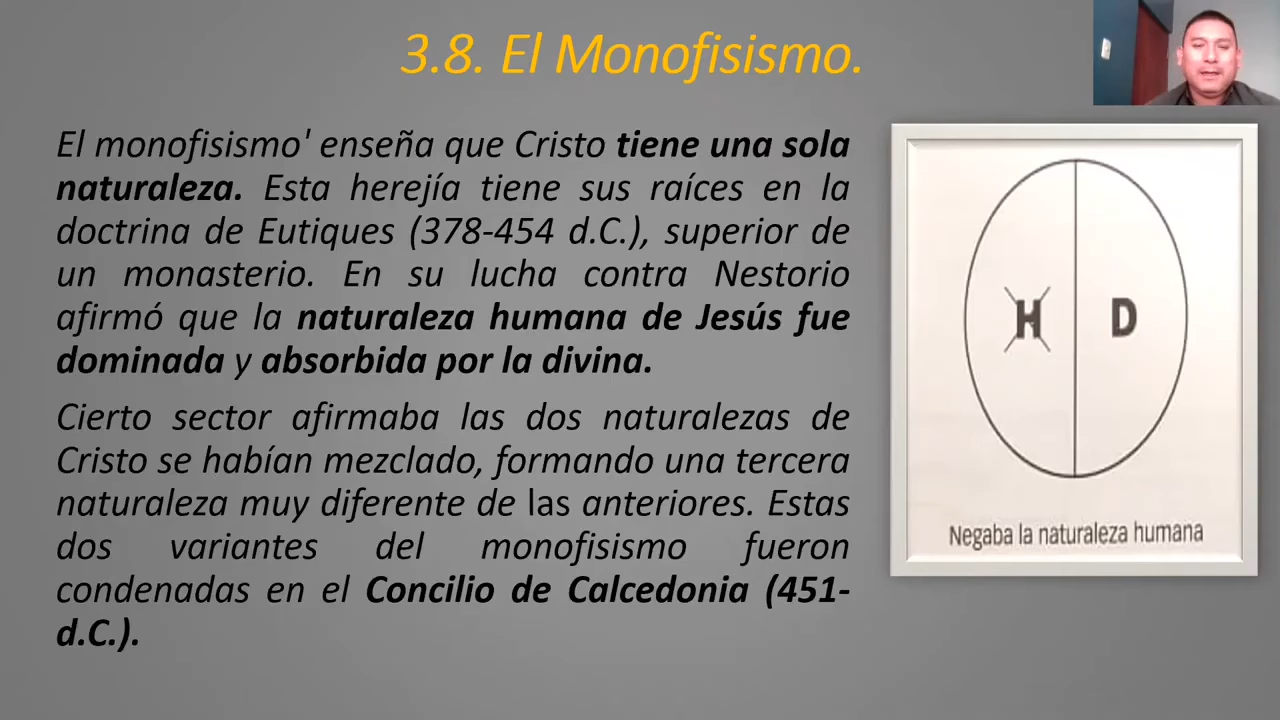 3.8. El Monofisismo.
El monofisismo' enseña que Cristo tiene una sola
naturaleza. Esta herejía tiene sus raíces en la
doctrina de Eutiques (378-454 d.C.), superior de
un monasterio. En su lucha contra Nestorio
afirmó que la naturaleza humana de Jesús fue
dominada y absorbida por la divina.
Cierto sector afirmaba las dos naturalezas de
Cristo se habían mezclado, formando una tercera
naturaleza muy diferente de las anteriores. Estas
dos variantes del monofisismo fueron
condenadas en el Concilio de Calcedonia (451-
d.C.).
H D
Negaba la naturaleza humana